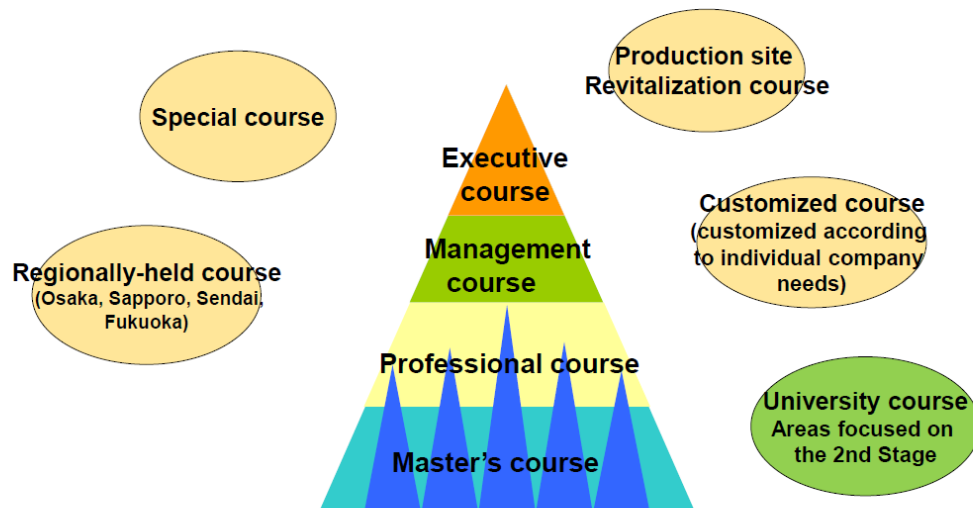 Production site
Revitalization course
Special course
Executive
course
Customized course
(customized according
to individual company
needs)
Management
course
Regionally-held course
(Osaka, Sapporo, Sendai,
Fukuoka)
Professional course
University course
Areas focused on
the 2nd Stage
Master's course